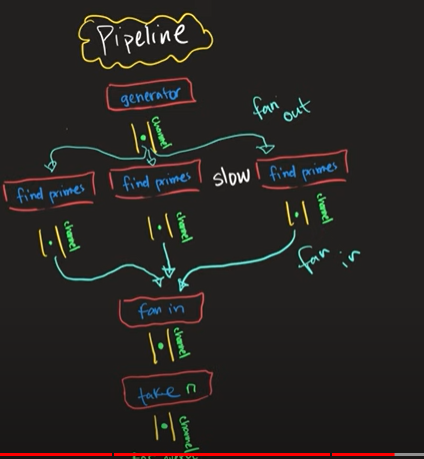 Pipeline
generator
channel
fan out
find primes
find primes
slow
find primes
channel
channel
channel
fan in
fan in
channel
take n
channel